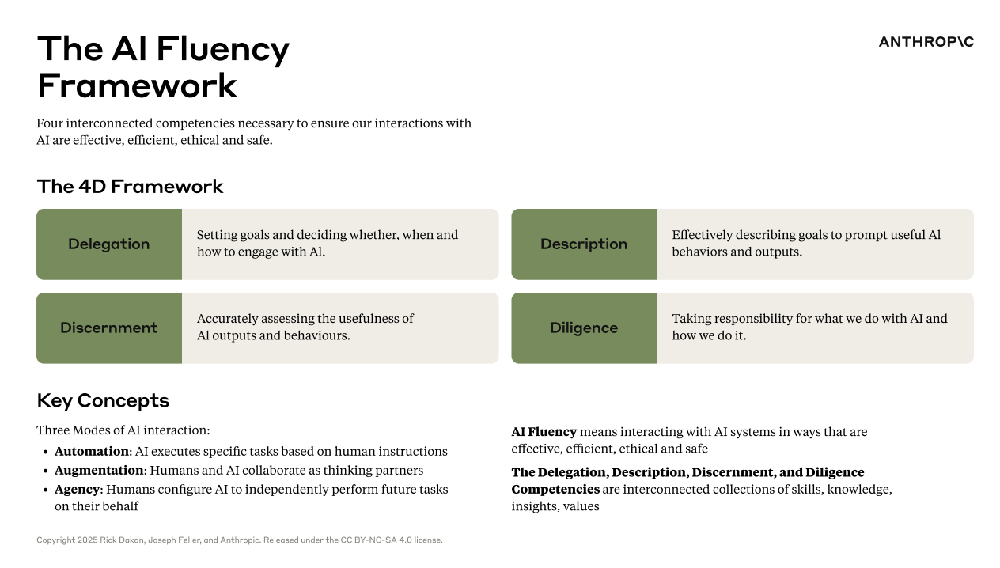 The AI Fluency
Framework
ANTHROP\C
Four interconnected competencies necessary to ensure our interactions with
AI are effective, efficient, ethical and safe.
The 4D Framework
Delegation
Setting goals and deciding whether, when and
how to engage with AI.
Description
Effectively describing goals to prompt useful AI
behaviors and outputs.
Discernment
Accurately assessing the usefulness of
AI outputs and behaviours.
Diligence
Taking responsibility for what we do with AI and
how we do it.
Key Concepts
Three Modes of AI interaction:
• Automation: AI executes specific tasks based on human instructions
• Augmentation: Humans and AI collaborate as thinking partners
• Agency: Humans configure AI to independently perform future tasks
on their behalf
AI Fluency means interacting with AI systems in ways that are
effective, efficient, ethical and safe
The Delegation, Description, Discernment, and Diligence
Competencies are interconnected collections of skills, knowledge,
insights, values
Copyright 2025 Rick Dakan, Joseph Feller, and Anthropic. Released under the CC BY-NC-SA 4.0 license.